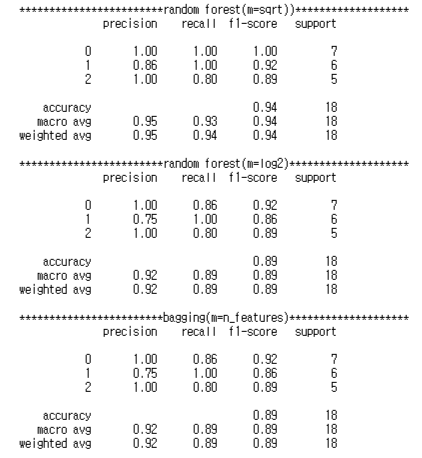 ************************random forest(m=sqrt))*******************
precision recall f1-score support
0 1.00 1.00 1.00 7
1 0.86 1.00 0.92 6
2 1.00 0.80 0.89 5
accuracy 0.94 18
macro avg 0.95 0.93 0.94 18
weighted avg 0.95 0.94 0.94 18
************************random forest(m=log2)********************
precision recall f1-score support
0 1.00 0.86 0.92 7
1 0.75 1.00 0.86 6
2 1.00 0.80 0.89 5
accuracy 0.89 18
macro avg 0.92 0.89 0.89 18
weighted avg 0.92 0.89 0.89 18
************************bagging(m=n_features)********************
precision recall f1-score support
0 1.00 0.86 0.92 7
1 0.75 1.00 0.86 6
2 1.00 0.80 0.89 5
accuracy 0.89 18
macro avg 0.92 0.89 0.89 18
weighted avg 0.92 0.89 0.89 18